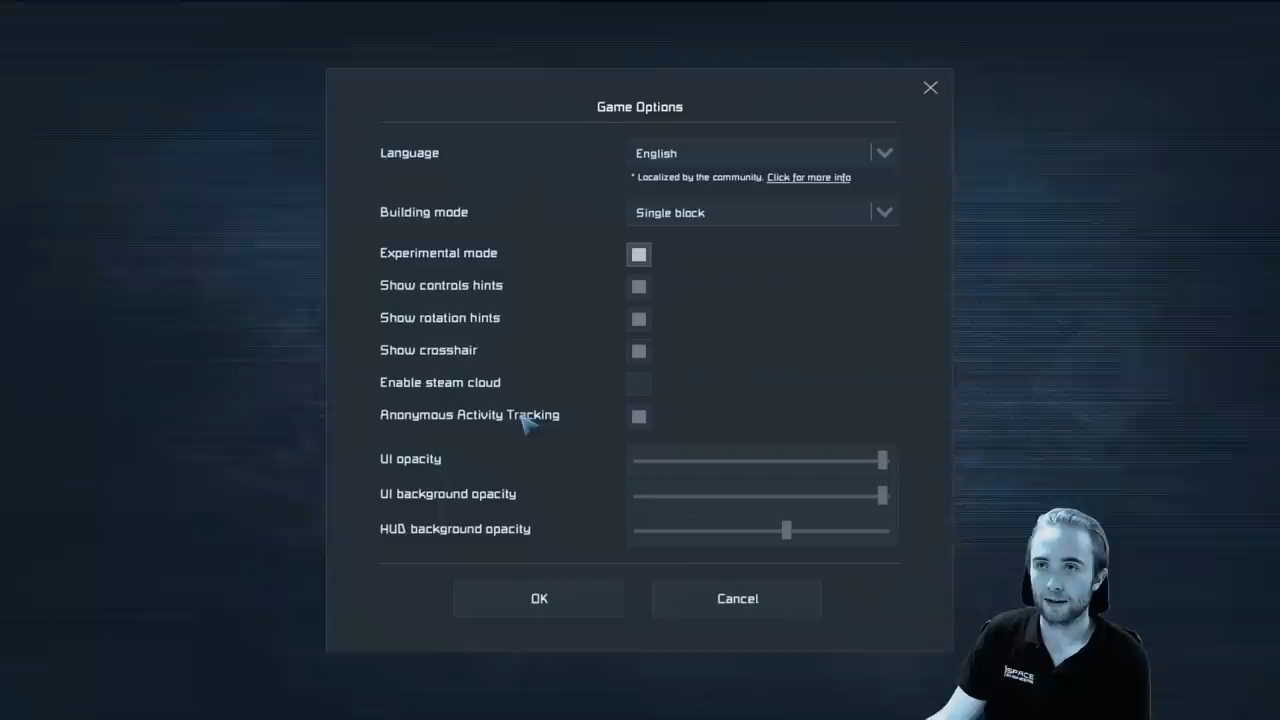 Game Options
Language
English
* Localized by the community. Click for more info
Building mode
Single block
Experimental mode
Show controls hints
Show rotation hints
Show crosshair
Enable steam cloud
Anonymous Activity Tracking
UI opacity
UI background opacity
HUD background opacity
OK
Cancel
SPACE
ENGINEERS